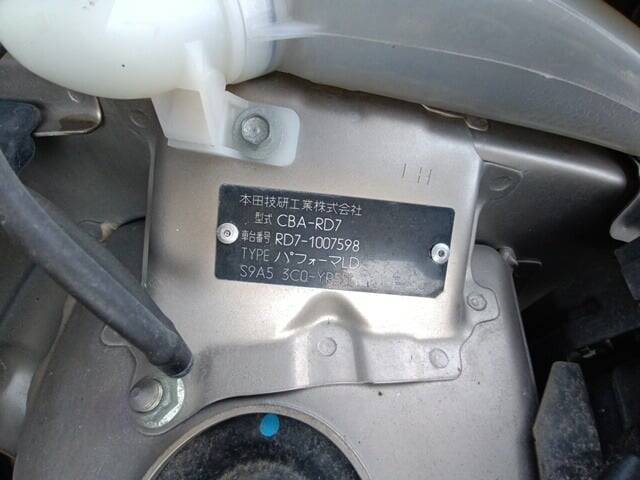 LH
本田技研工業株式会社
型式 CBA-RD7
車台番号 RD7-1007598
TYPE パフォーマLD
S9A5 3C0-